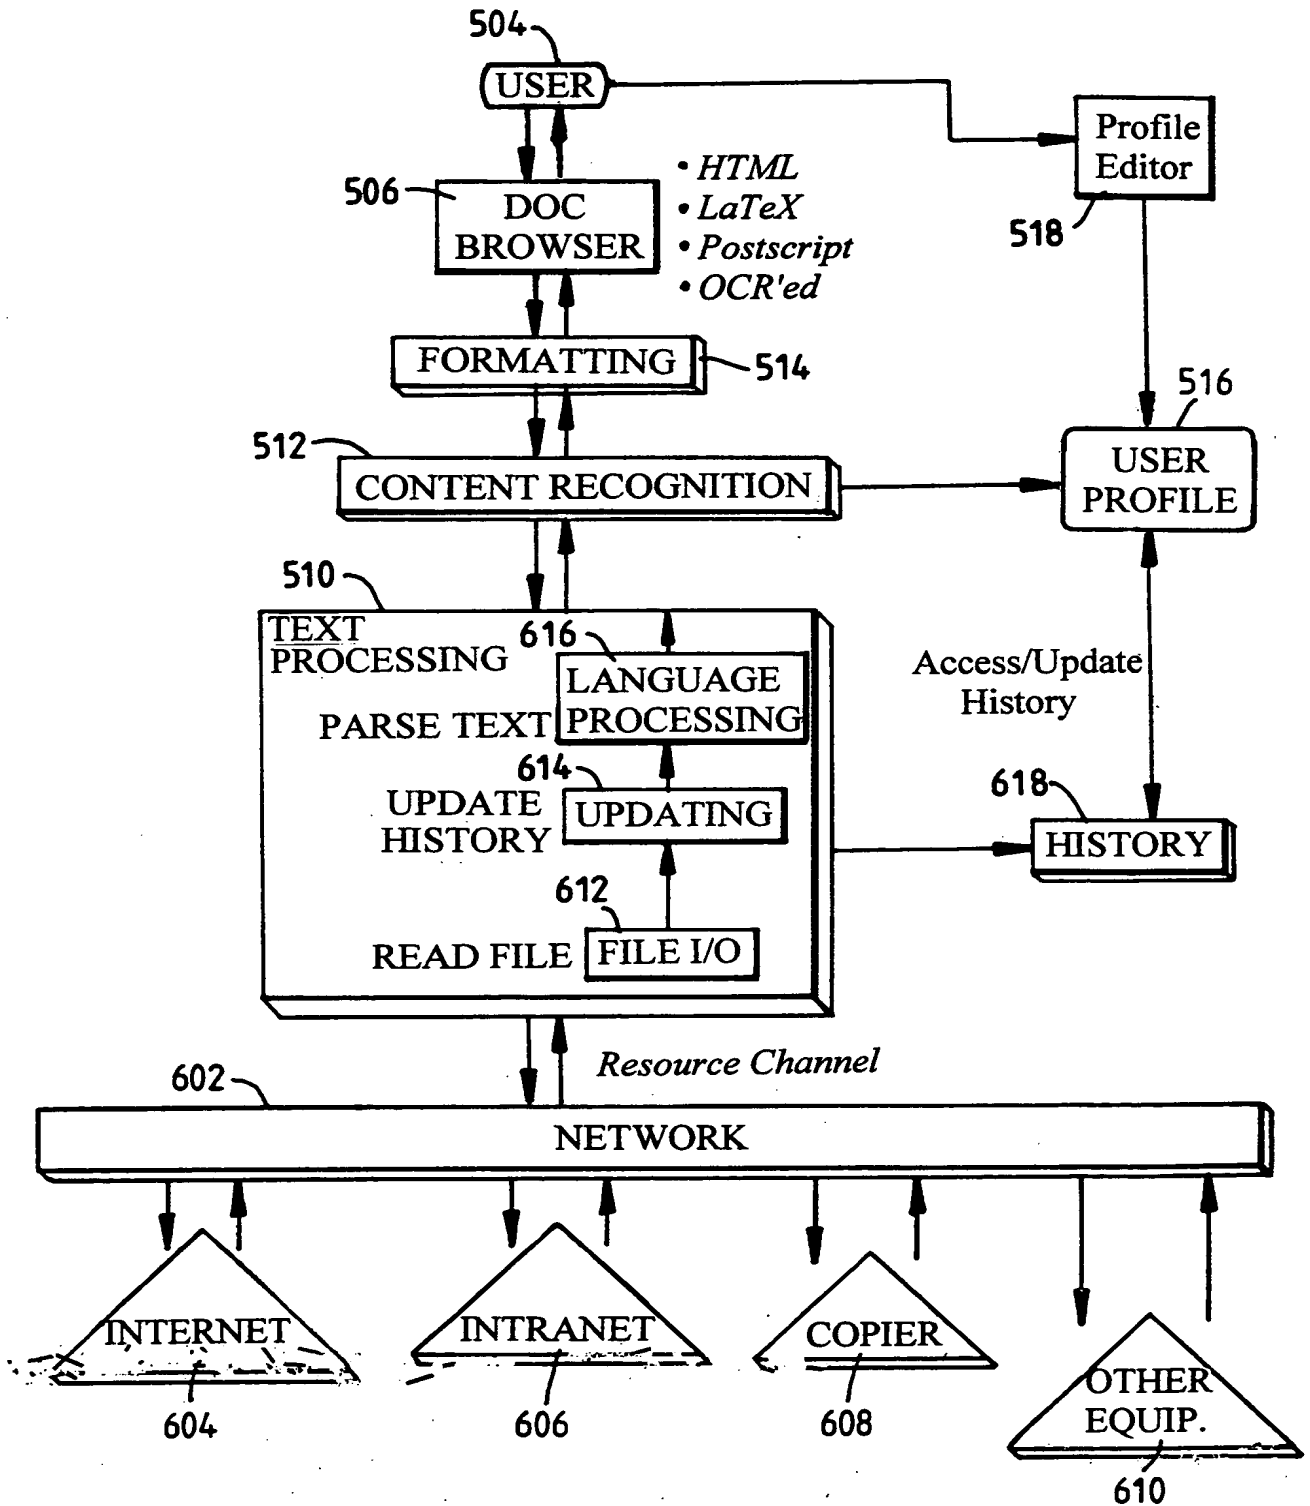 504
USER
Profile
Editor
518
506
DOC
BROWSER
• HTML
• LaTeX
• Postscript
• OCR'ed
FORMATTING
514
512
CONTENT RECOGNITION
516
USER
PROFILE
510
TEXT
PROCESSING
616
LANGUAGE
PROCESSING
PARSE TEXT
Access/Update
History
614
UPDATE
HISTORY
UPDATING
618
HISTORY
612
READ FILE
FILE I/O
Resource Channel
602
NETWORK
INTERNET
604
INTRANET
606
COPIER
608
OTHER
EQUIP.
610